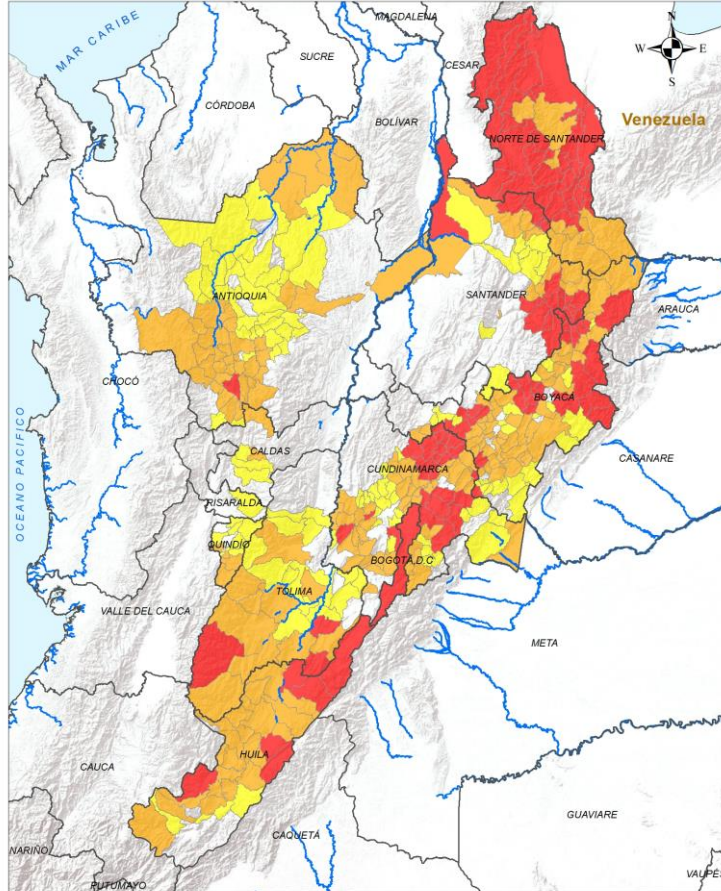 MAGDALENA
MAR CARIBE
N
W
E
S
SUCRE
CESAR
CÓRDOBA
BOLÍVAR
Venezuela
NORTE DE SANTANDER
ANTIOQUIA
SANTANDER
ARAUCA
CHOCÓ
BOYACA
OCEANO PACIFICO
CALDAS
CUNDINAMARCA
CASANARE
RISARALDA
QUINDÍO
BOGOTÁ,D.C
TOLIMA
VALLE DEL CAUCA
META
HUILA
CAUCA
GUAVIARE
CAQUETÁ
NARIÑO
PUTUMAYO
VAUPÉS